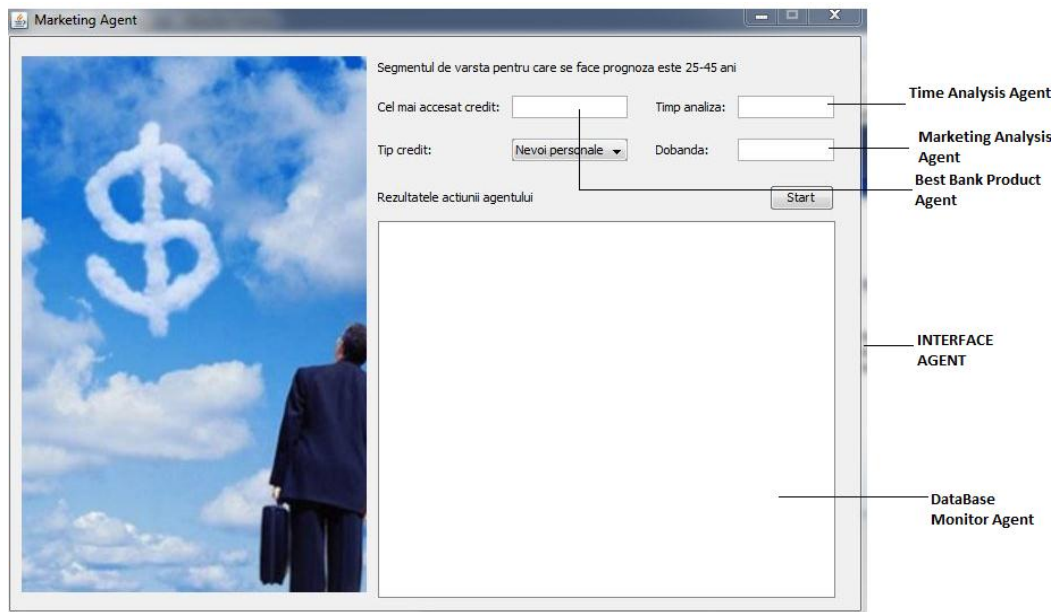 Marketing Agent
Segmentul de varsta pentru care se face prognoza este 25-45 ani
Cel mai accesat credit:
Timp analiza:
Time Analysis Agent
Tip credit:
Nevoi personale
Dobanda:
Marketing Analysis
Agent
Best Bank Product
Agent
Rezultatele actiunii agentului
Start
INTERFACE
AGENT
DataBase
Monitor Agent